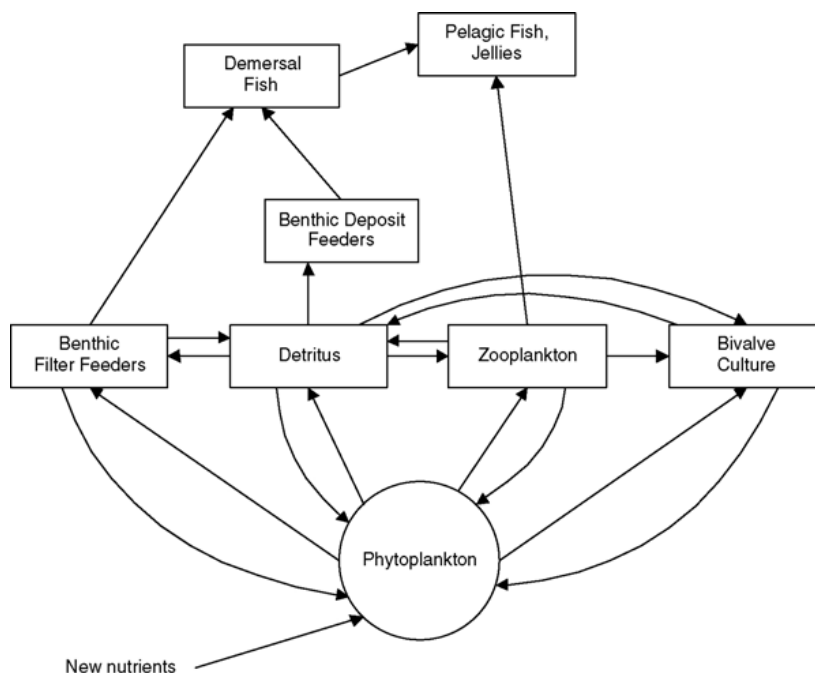 Pelagic Fish,
Jellies
Demersal
Fish
Benthic Deposit
Feeders
Benthic
Filter Feeders
Detritus
Zooplankton
Bivalve
Culture
Phytoplankton
New nutrients